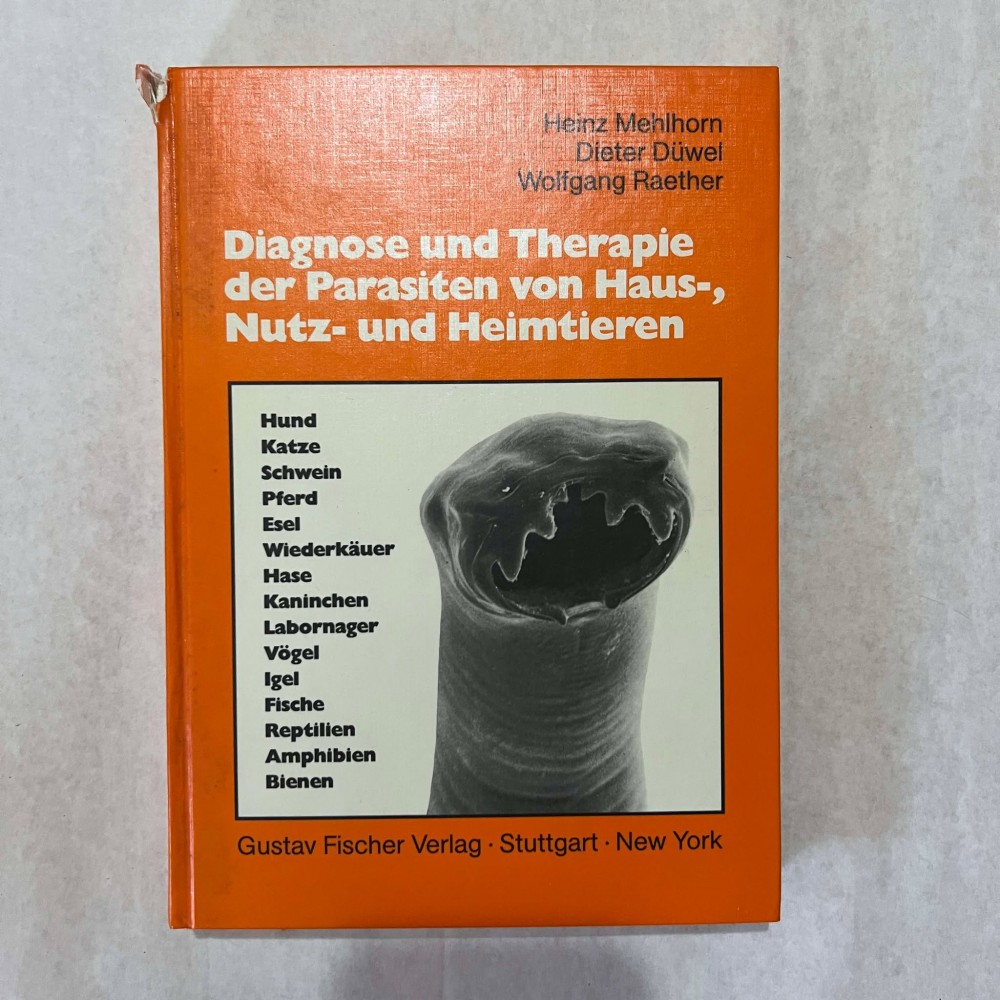 Heinz Mehlhorn
Dieter Düwel
Wolfgang Raether
Diagnose und Therapie
der Parasiten von Haus-,
Nutz- und Heimtieren
Hund
Katze
Schwein
Pferd
Esel
Wiederkäuer
Hase
Kaninchen
Labornager
Vögel
Igel
Fische
Reptilien
Amphibien
Bienen
Gustav Fischer Verlag · Stuttgart · New York